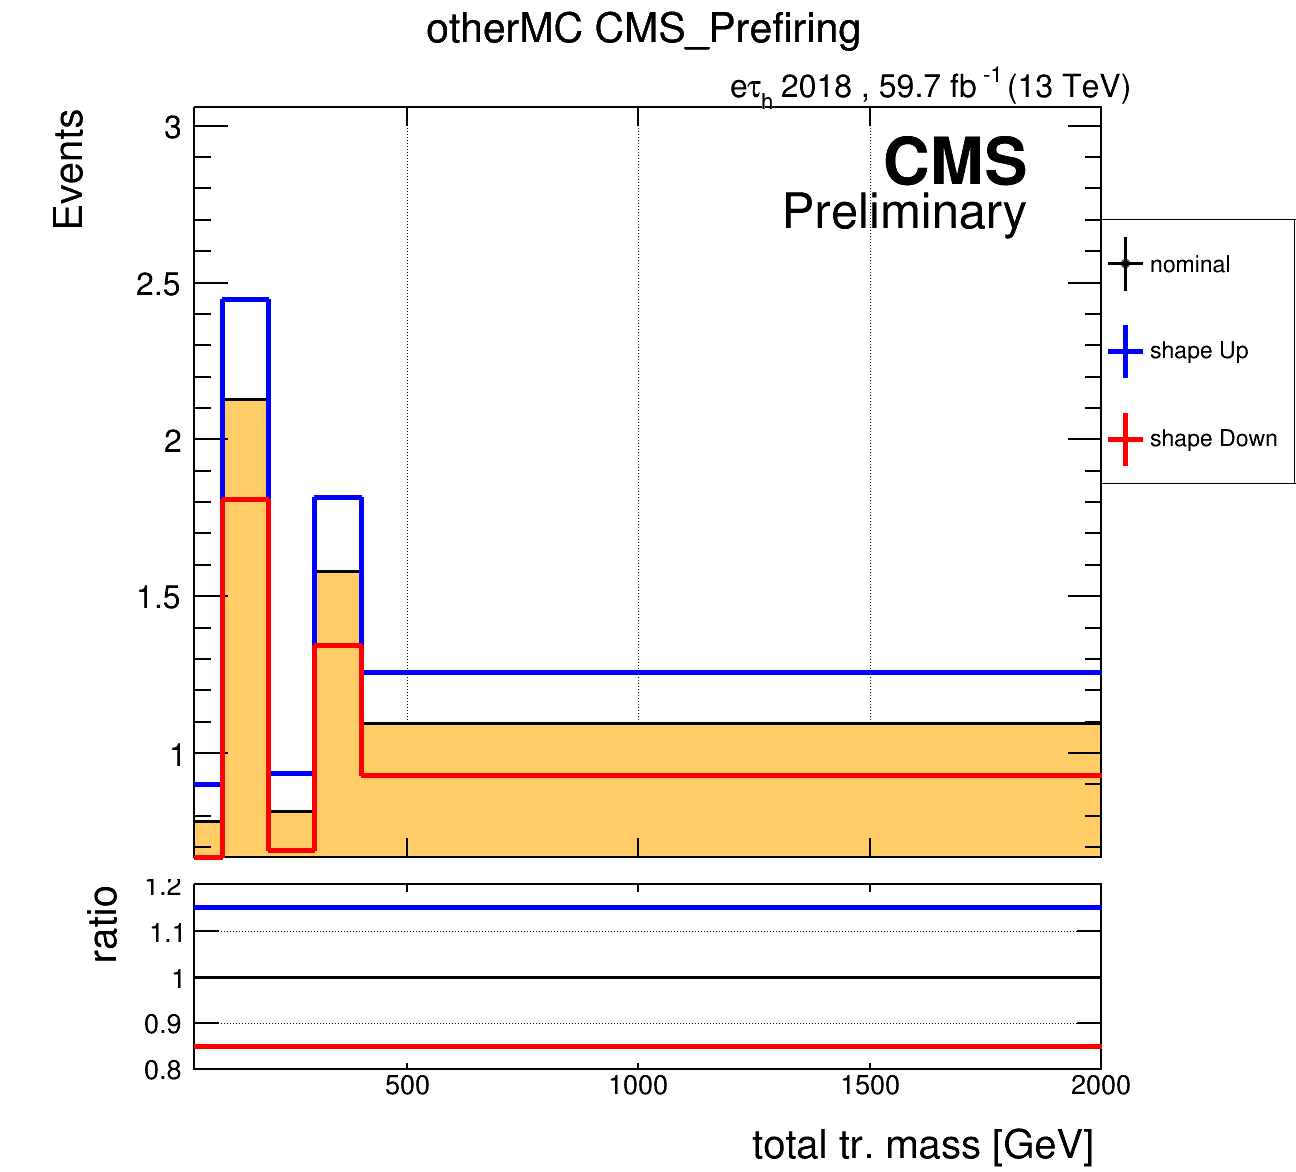 otherMC CMS_Prefiring
eτh 2018 , 59.7 fb -1 (13 TeV)
Events
3
2.5
2
1.5
1
CMS
Preliminary
nominal
shape Up
shape Down
ratio
1.2
1.1
1
0.9
0.8
500 1000 1500 2000
total tr. mass [GeV]